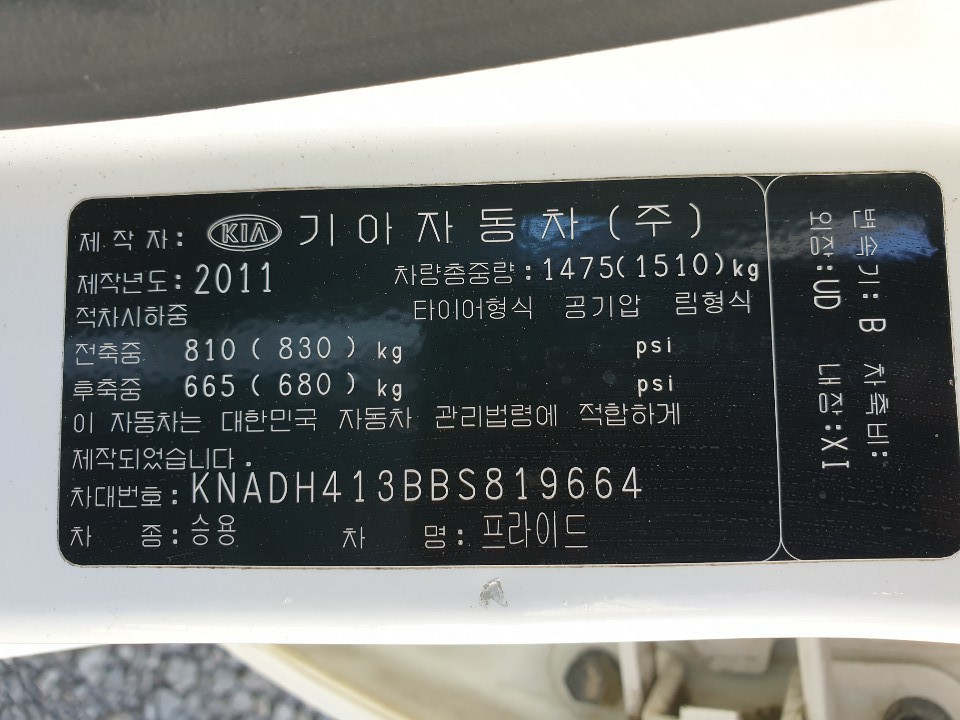 제 작 자: KIA 기아자동차(주)
제작년도: 2011 차량총중량: 1475(1510)kg
적차시하중 타이어형식 공기압 림형식
전축중 810 ( 830 ) kg psi
후축중 665 ( 680 ) kg psi
이 자동차는 대한민국 자동차 관리법령에 적합하게
제작되었습니다.
차대번호: KNADH413BBS819664
차 종: 승용 차 명: 프라이드
변속기: B 차축비:
외장: UD 내장: XI